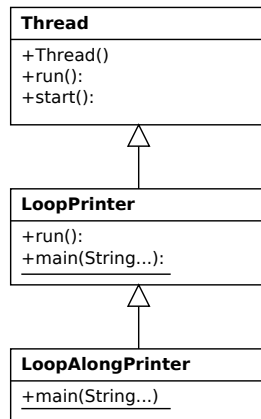 Thread
+Thread()
+run():
+start():
LoopPrinter
+run():
+main(String...):
LoopAlongPrinter
+main(String...)